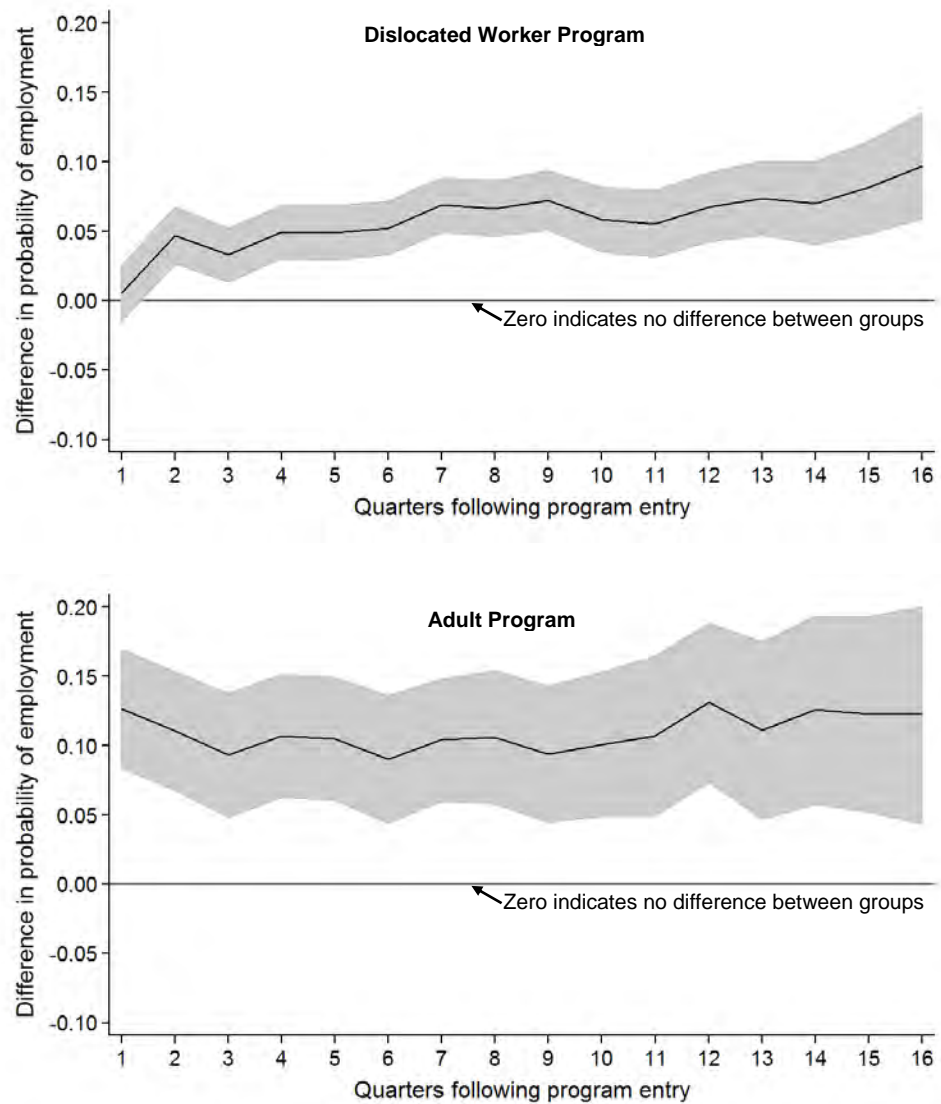 Dislocated Worker Program
Difference in probability of employment
0.20
0.15
0.10
0.05
0.00
-0.05
-0.10
Zero indicates no difference between groups
1 2 3 4 5 6 7 8 9 10 11 12 13 14 15 16
Quarters following program entry
Adult Program
Difference in probability of employment
0.20
0.15
0.10
0.05
0.00
-0.05
-0.10
Zero indicates no difference between groups
1 2 3 4 5 6 7 8 9 10 11 12 13 14 15 16
Quarters following program entry